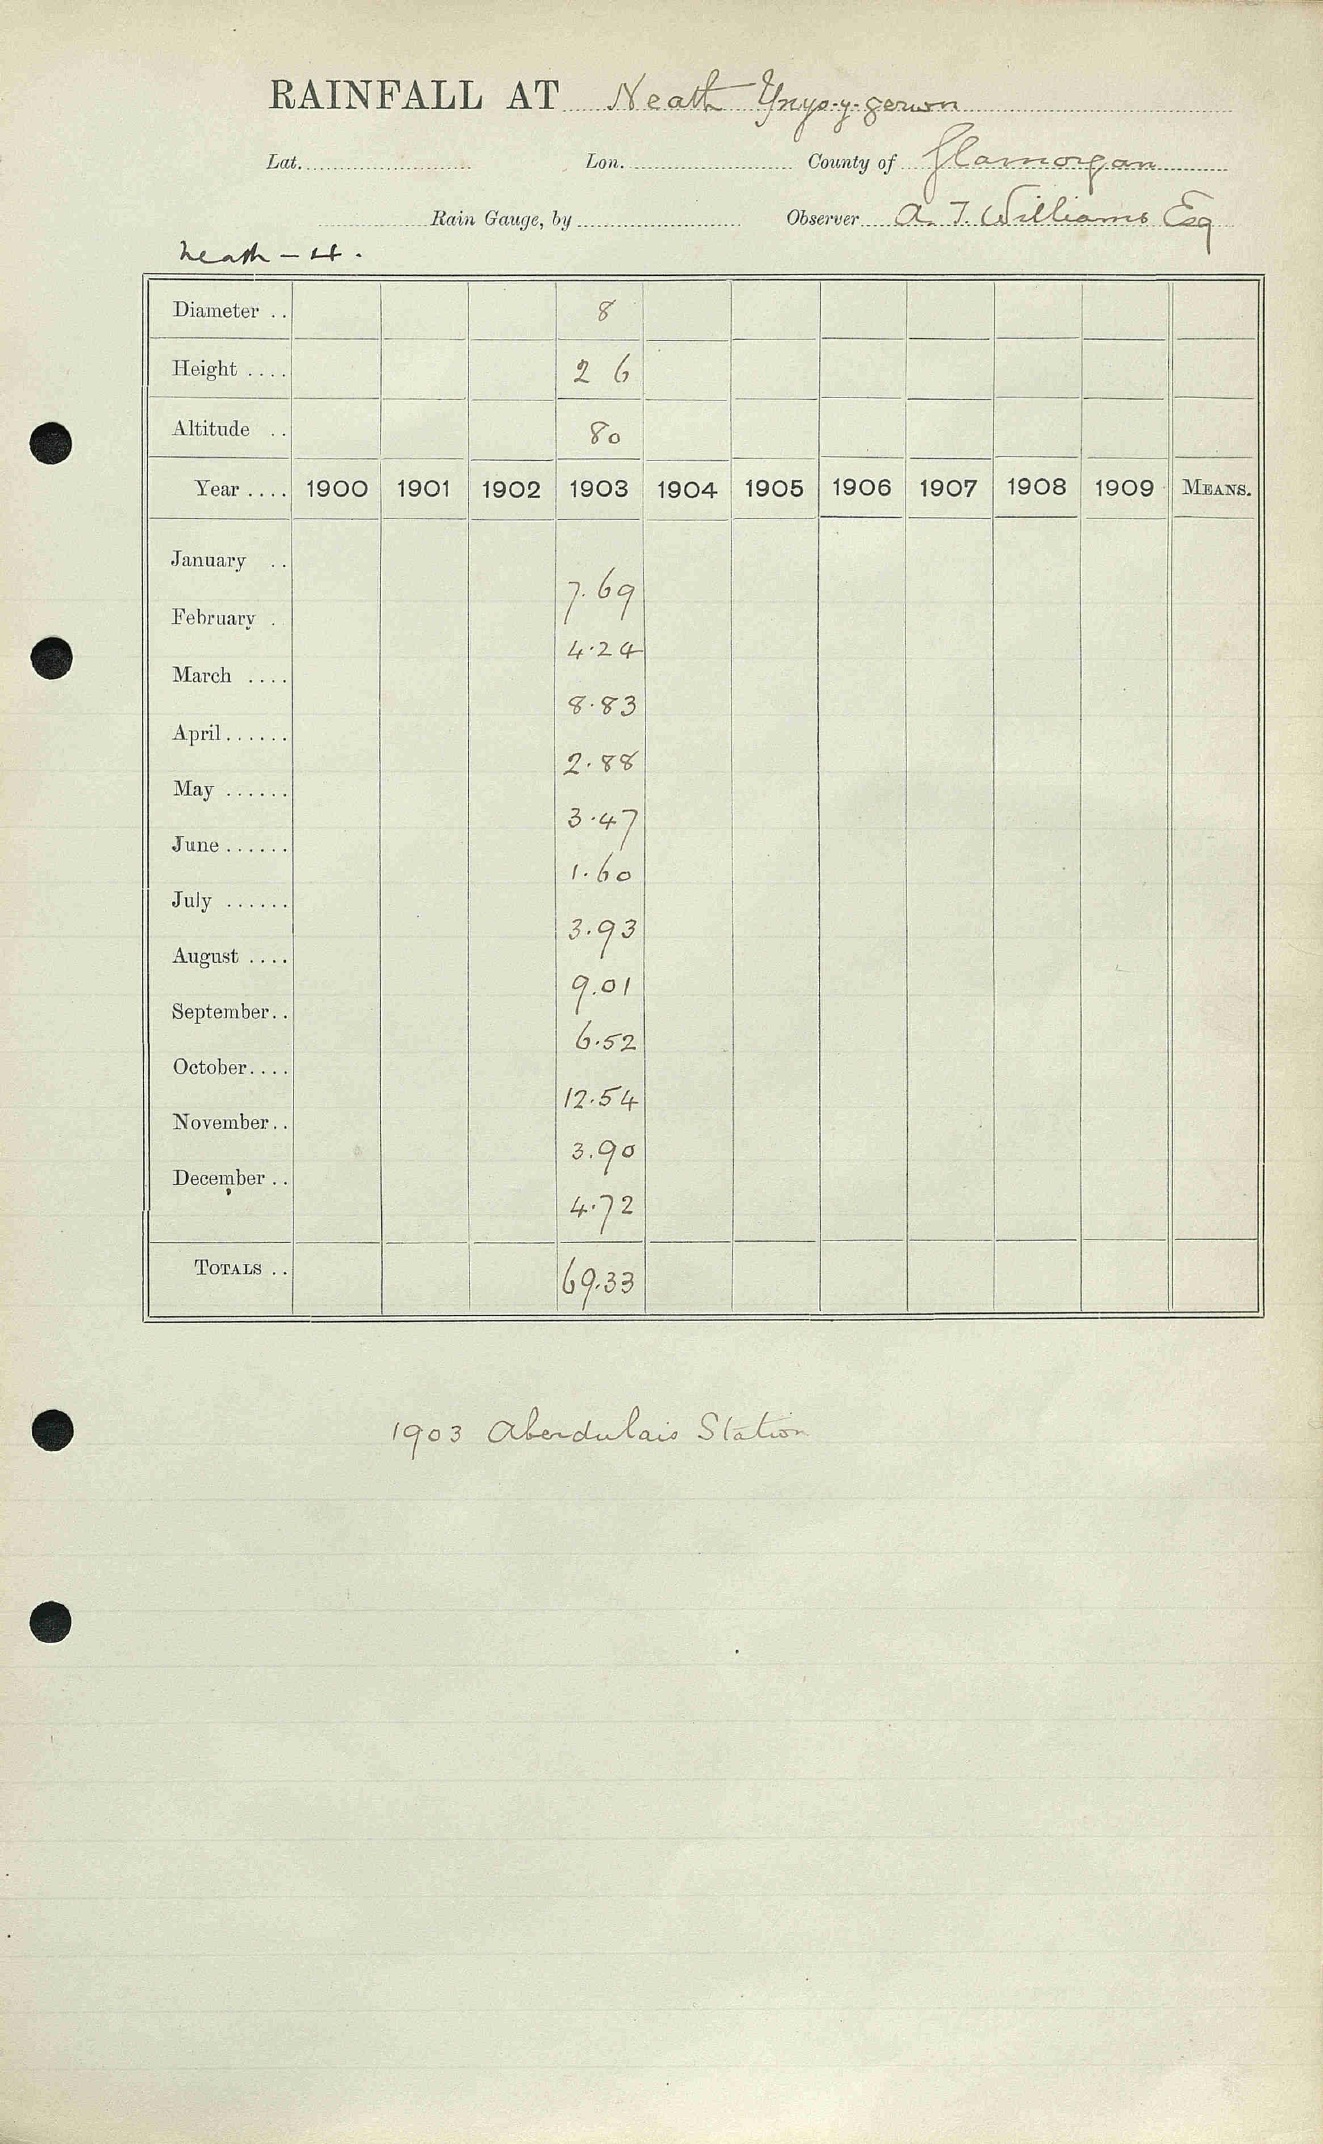 RAINFALL AT Neath Ynys-y-gerwn
Lat. Lon. County of Glamorgan
Rain Gauge, by Observer A. T. Williams Esq
Neath - 4.
Diameter .. 8
Height .... 2 6
Altitude .. 80
Year .... 1900 1901 1902 1903 1904 1905 1906 1907 1908 1909 MEANS.
January .. 7.69
February . 4.24
March .... 8.83
April ...... 2.88
May ...... 3.47
June ...... 1.60
July ...... 3.93
August .... 9.01
September.. 6.52
October.... 12.54
November.. 3.90
December .. 4.72
TOTALS .. 69.33
1903 Aberdulais Station